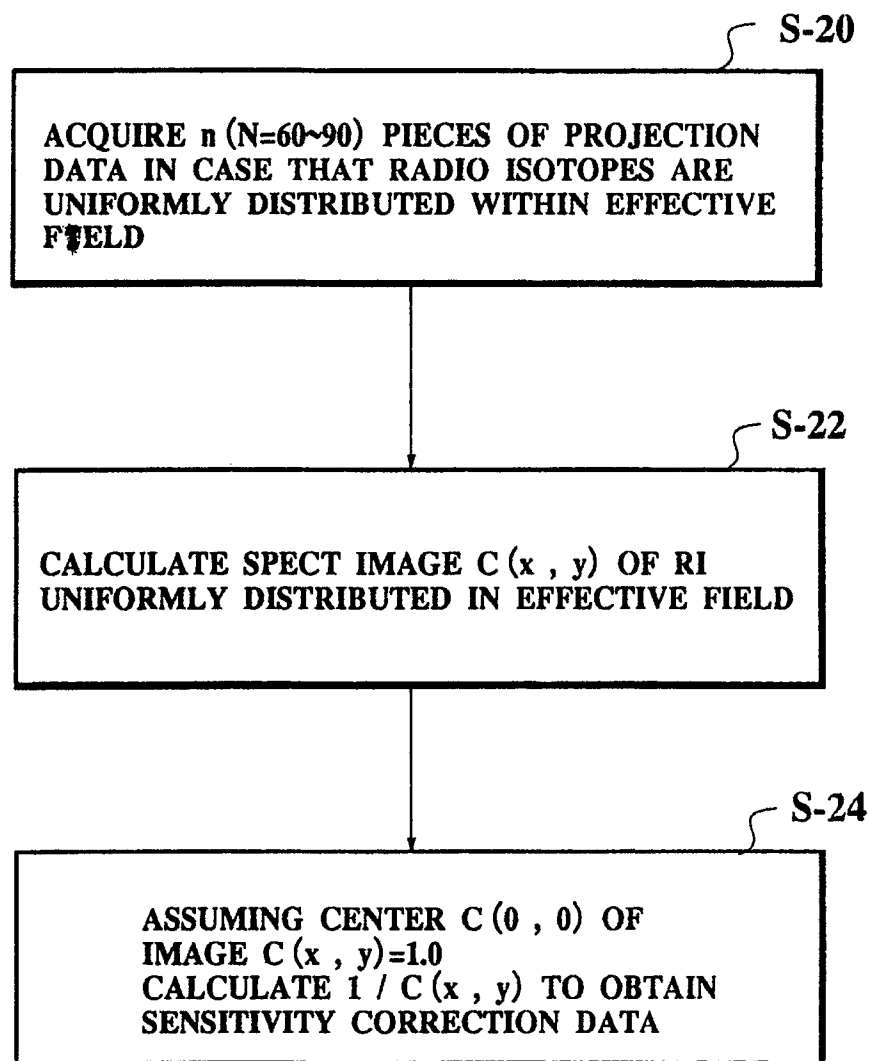 S-20
ACQUIRE n (N=60~90) PIECES OF PROJECTION
DATA IN CASE THAT RADIO ISOTOPES ARE
UNIFORMLY DISTRIBUTED WITHIN EFFECTIVE
FIELD
S-22
CALCULATE SPECT IMAGE C (x , y) OF RI
UNIFORMLY DISTRIBUTED IN EFFECTIVE FIELD
S-24
ASSUMING CENTER C (0 , 0) OF
IMAGE C (x , y)=1.0
CALCULATE 1 / C (x , y) TO OBTAIN
SENSITIVITY CORRECTION DATA